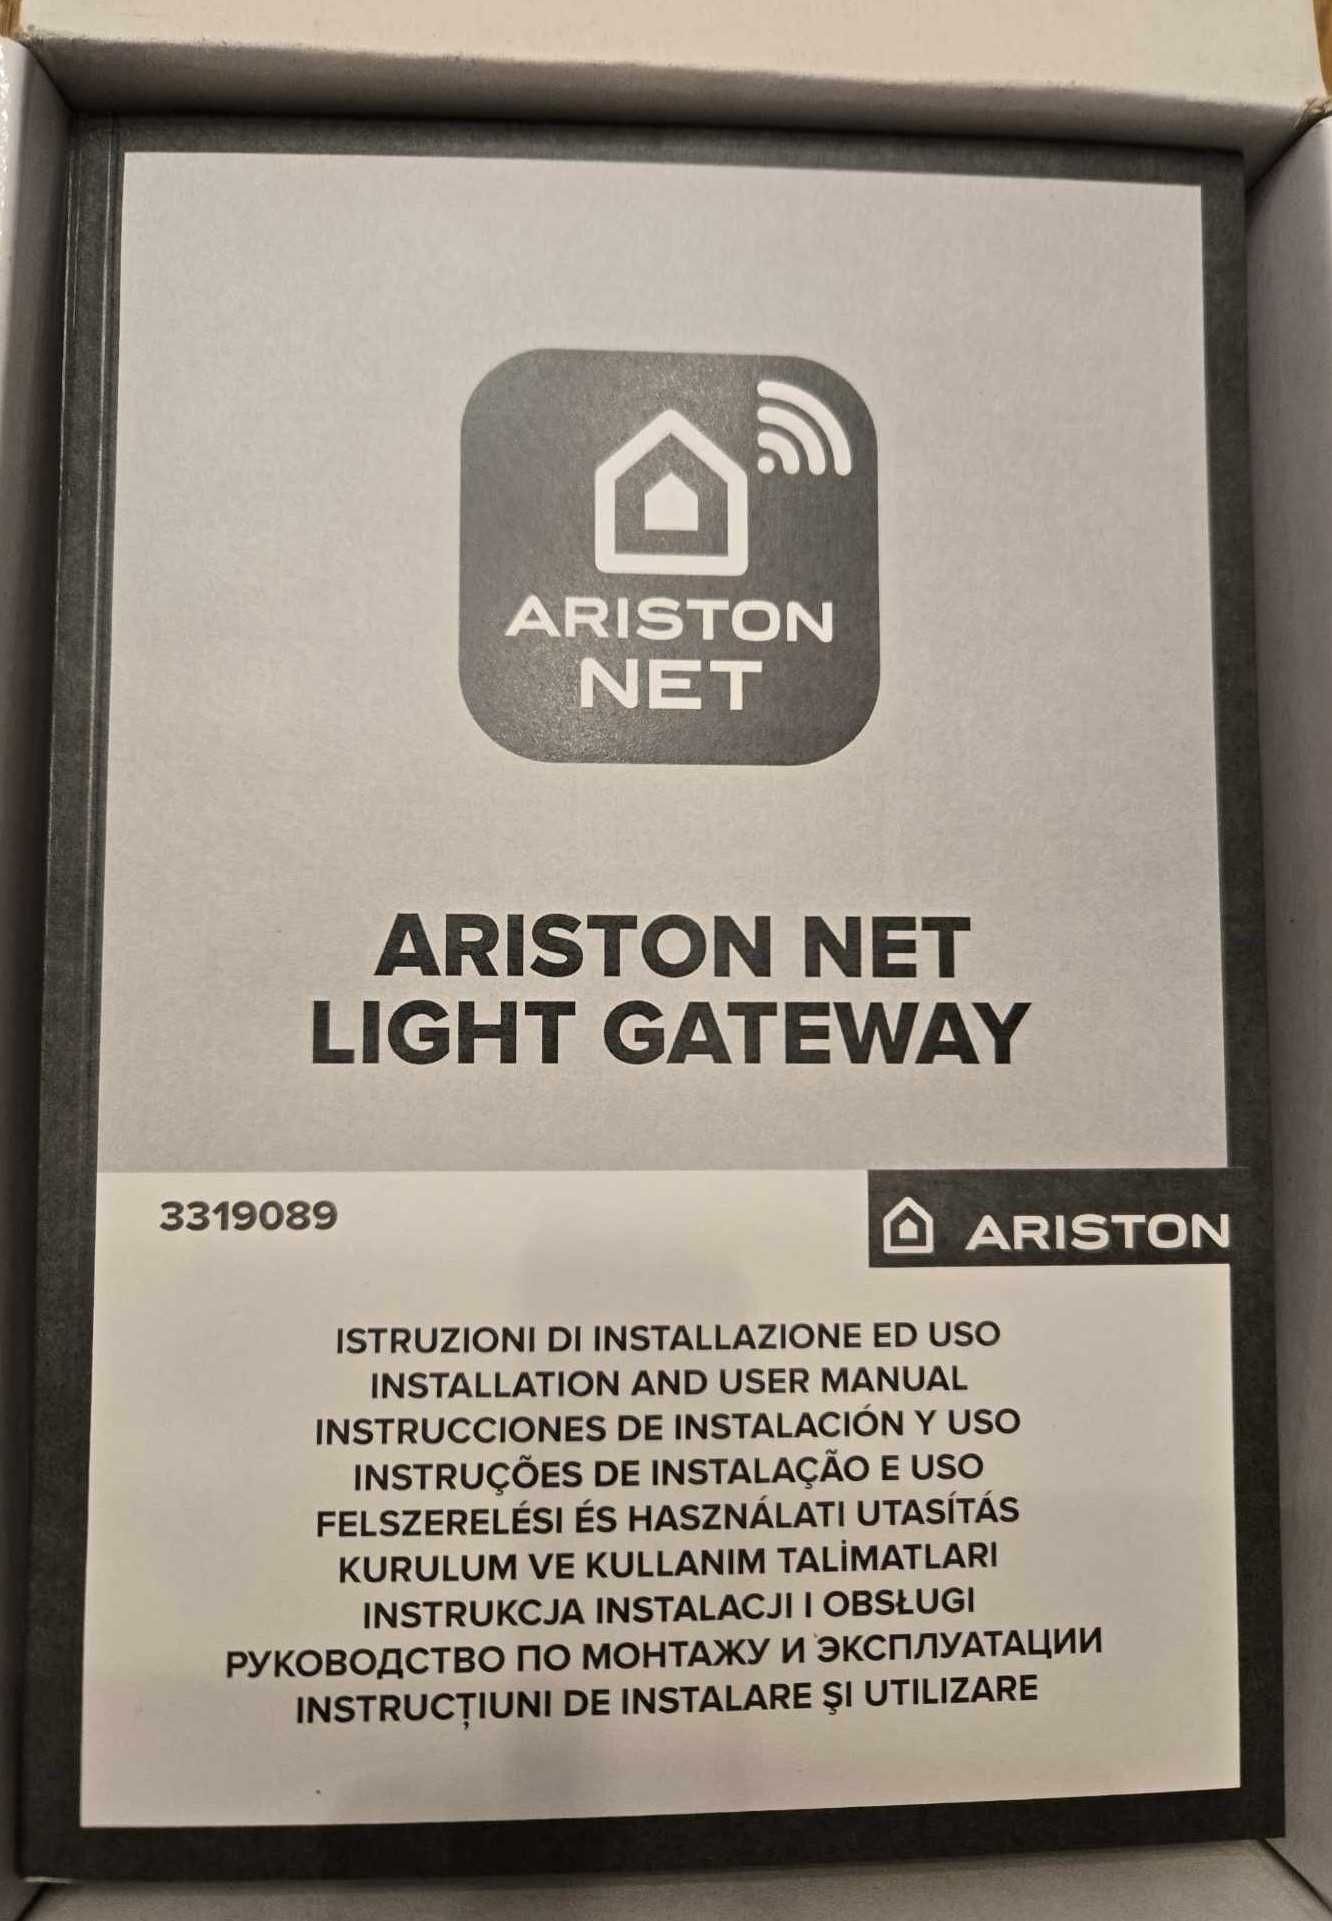 ARISTON
NET
ARISTON NET
LIGHT GATEWAY
3319089
ARISTON
ISTRUZIONI DI INSTALLAZIONE ED USO
INSTALLATION AND USER MANUAL
INSTRUCCIONES DE INSTALACIÓN Y USO
INSTRUÇÕES DE INSTALAÇÃO E USO
FELSZERELÉSI ÉS HASZNÁLATI UTASÍTÁS
KURULUM VE KULLANIM TALİMATLARI
INSTRUKCJA INSTALACJI I OBSŁUGI
РУКОВОДСТВО ПО МОНТАЖУ И ЭКСПЛУАТАЦИИ
INSTRUCȚIUNI DE INSTALARE ȘI UTILIZARE